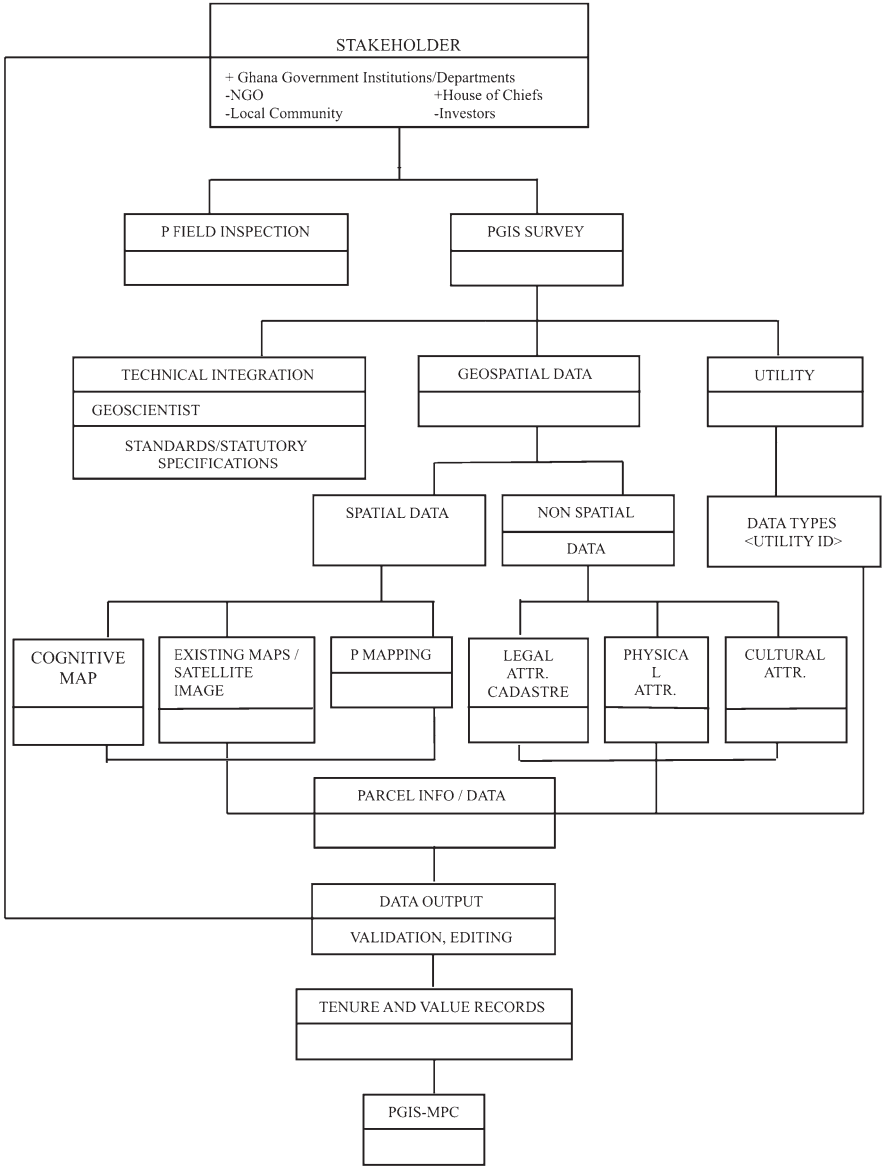 STAKEHOLDER
+ Ghana Government Institutions/Departments
-NGO +House of Chiefs
-Local Community -Investors
P FIELD INSPECTION
PGIS SURVEY
TECHNICAL INTEGRATION
GEOSCIENTIST
STANDARDS/STATUTORY
SPECIFICATIONS
GEOSPATIAL DATA
UTILITY
SPATIAL DATA
NON SPATIAL
DATA
DATA TYPES
<UTILITY ID>
COGNITIVE
MAP
EXISTING MAPS /
SATELLITE
IMAGE
P MAPPING
LEGAL
ATTR.
CADASTRE
PHYSICA
L
ATTR.
CULTURAL
ATTR.
PARCEL INFO / DATA
DATA OUTPUT
VALIDATION, EDITING
TENURE AND VALUE RECORDS
PGIS-MPC